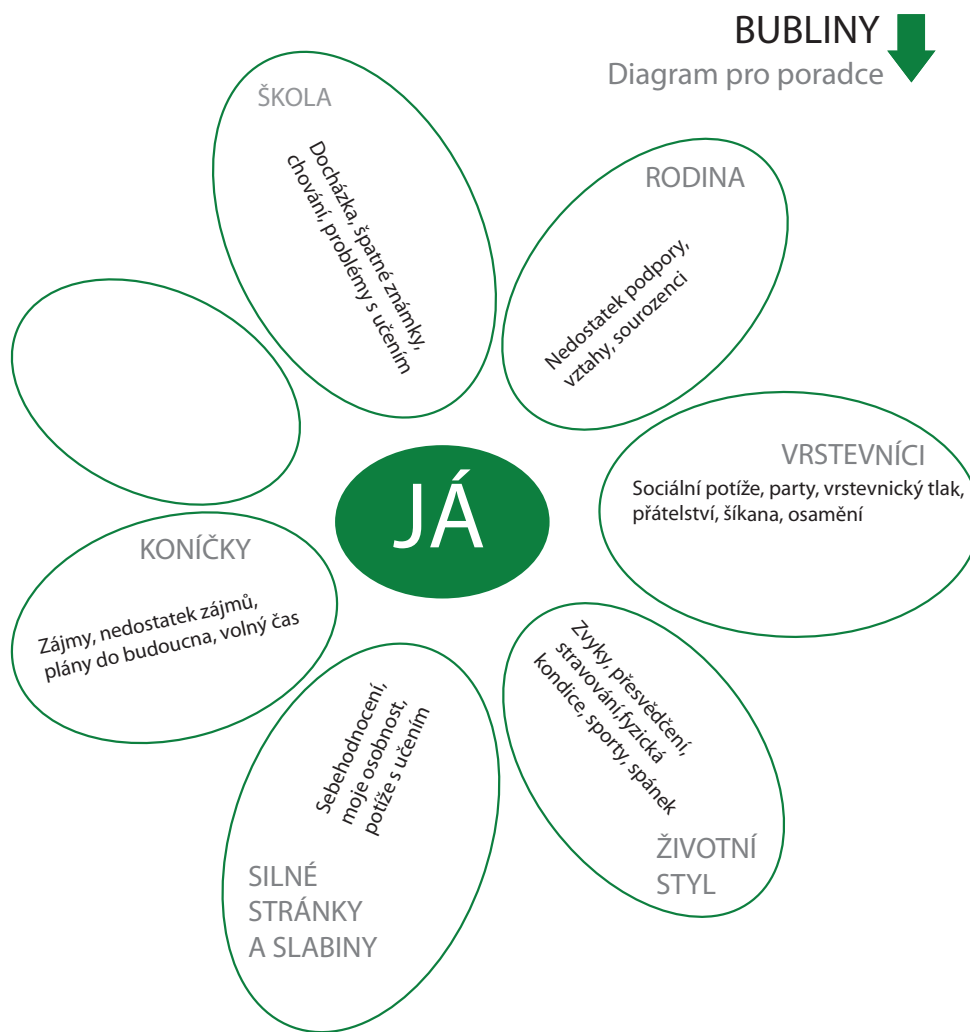 BUBLINY
Diagram pro poradce
ŠKOLA
Docházka, špatné známky,
chování, problémy s učením
RODINA
Nedostatek podpory,
vztahy, sourozenci
VRSTEVNÍCI
Sociální potíže, party, vrstevnický tlak,
přátelství, šíkana, osamění
JÁ
KONÍČKY
Zájmy, nedostatek zájmů,
plány do budoucna, volný čas
Zvyky, přesvědčení,
stravování,fyzická
kondice, sporty, spánek
ŽIVOTNÍ
STYL
Sebehodnocení,
moje osobnost,
potíže s učením
SILNÉ
STRÁNKY
A SLABINY